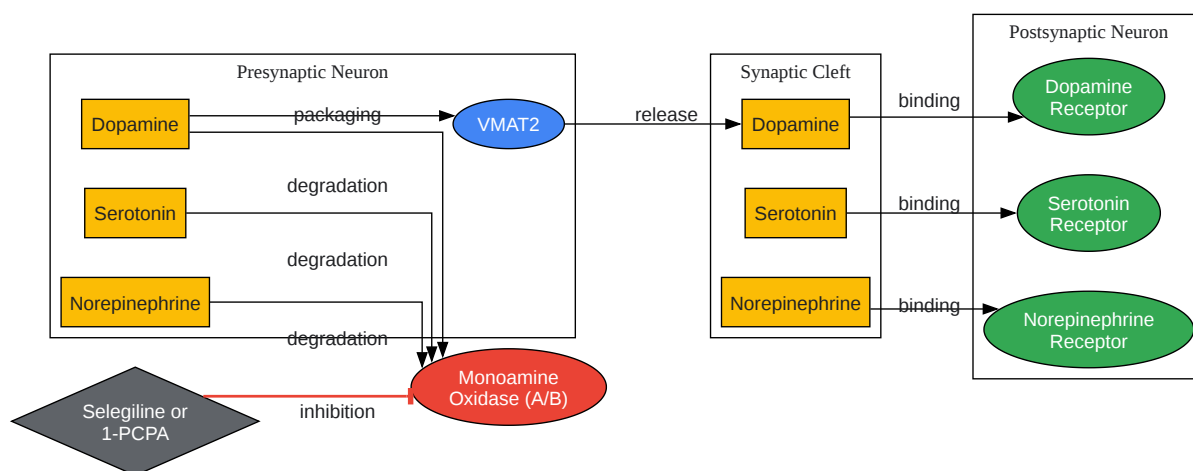 Presynaptic Neuron
Dopamine
packaging
VMAT2
degradation
Serotonin
degradation
Norepinephrine
degradation
Selegiline or
1-PCPA
inhibition
Monoamine
Oxidase (A/B)
release
Synaptic Cleft
Dopamine
binding
Serotonin
binding
Norepinephrine
binding
Postsynaptic Neuron
Dopamine
Receptor
Serotonin
Receptor
Norepinephrine
Receptor